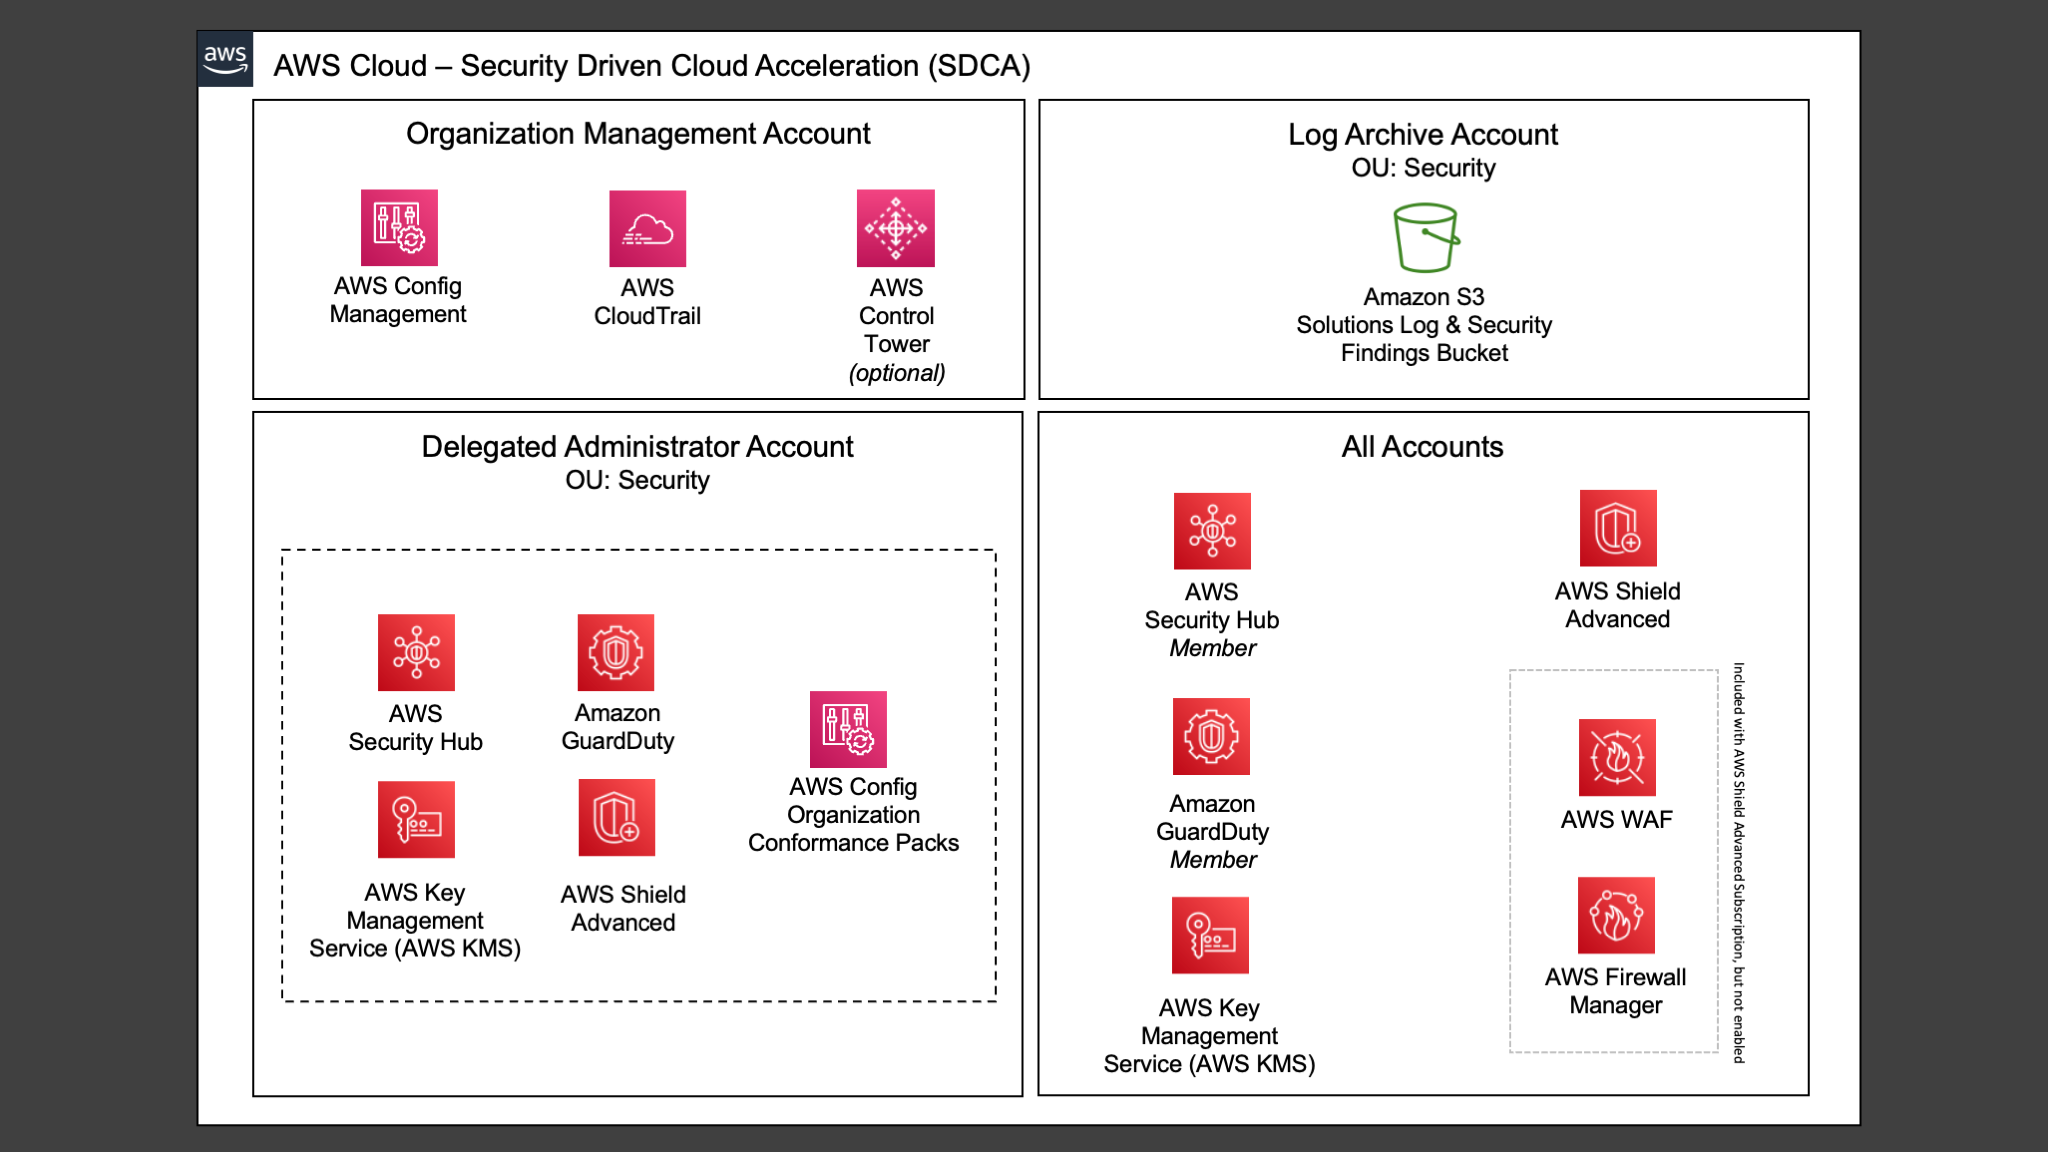 aws
AWS Cloud – Security Driven Cloud Acceleration (SDCA)
Organization Management Account
AWS Config
Management
AWS
CloudTrail
AWS
Control
Tower
(optional)
Log Archive Account
OU: Security
Amazon S3
Solutions Log & Security
Findings Bucket
Delegated Administrator Account
OU: Security
AWS
Security Hub
Amazon
GuardDuty
AWS Key
Management
Service (AWS KMS)
AWS Shield
Advanced
AWS Config
Organization
Conformance Packs
All Accounts
AWS
Security Hub
Member
Amazon
GuardDuty
Member
AWS Key
Management
Service (AWS KMS)
AWS Shield
Advanced
AWS WAF
AWS Firewall
Manager
Included with AWS Shield Advanced Subscription, but not enabled